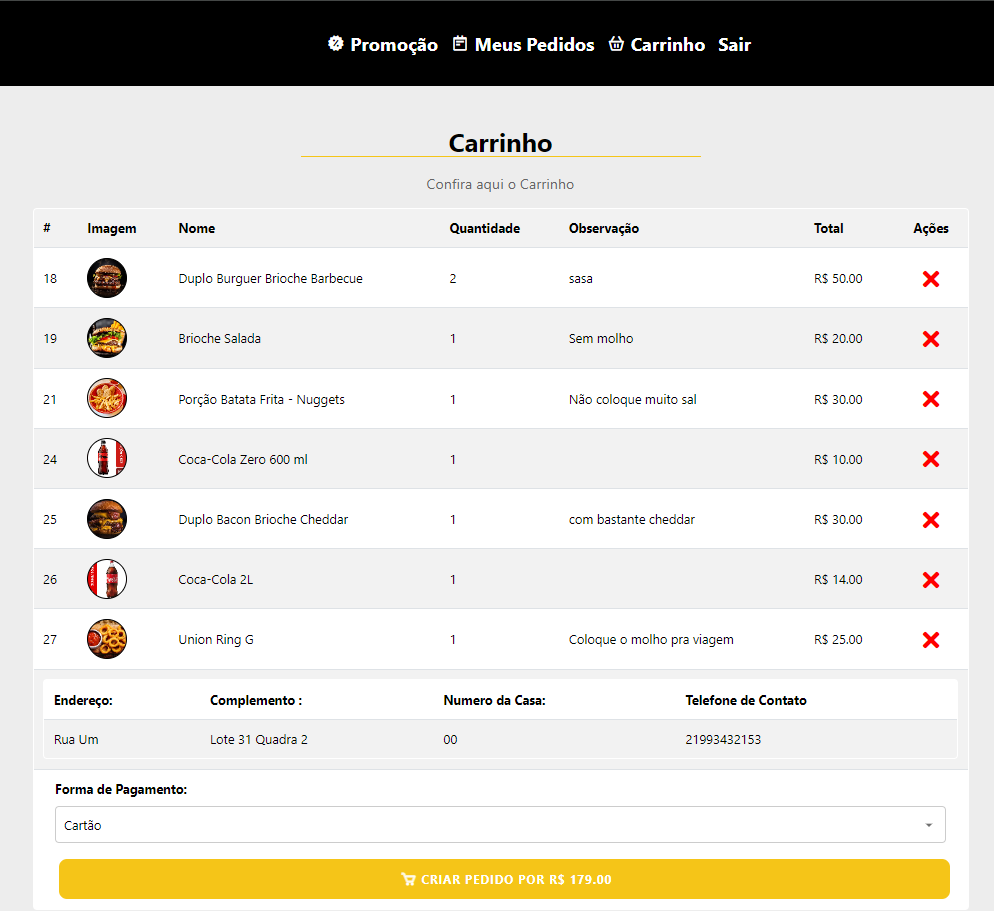 Promoção Meus Pedidos Carrinho Sair
Carrinho
Confira aqui o Carrinho
# Imagem Nome Quantidade Observação Total Ações
18 Duplo Burguer Brioche Barbecue 2 sasa R$ 50.00
19 Brioche Salada 1 Sem molho R$ 20.00
21 Porção Batata Frita - Nuggets 1 Não coloque muito sal R$ 30.00
24 Coca-Cola Zero 600 ml 1 R$ 10.00
25 Duplo Bacon Brioche Cheddar 1 com bastante cheddar R$ 30.00
26 Coca-Cola 2L 1 R$ 14.00
27 Union Ring G 1 Coloque o molho pra viagem R$ 25.00
Endereço: Complemento : Numero da Casa: Telefone de Contato
Rua Um Lote 31 Quadra 2 00 21993432153
Forma de Pagamento:
Cartão
CRIAR PEDIDO POR R$ 179.00